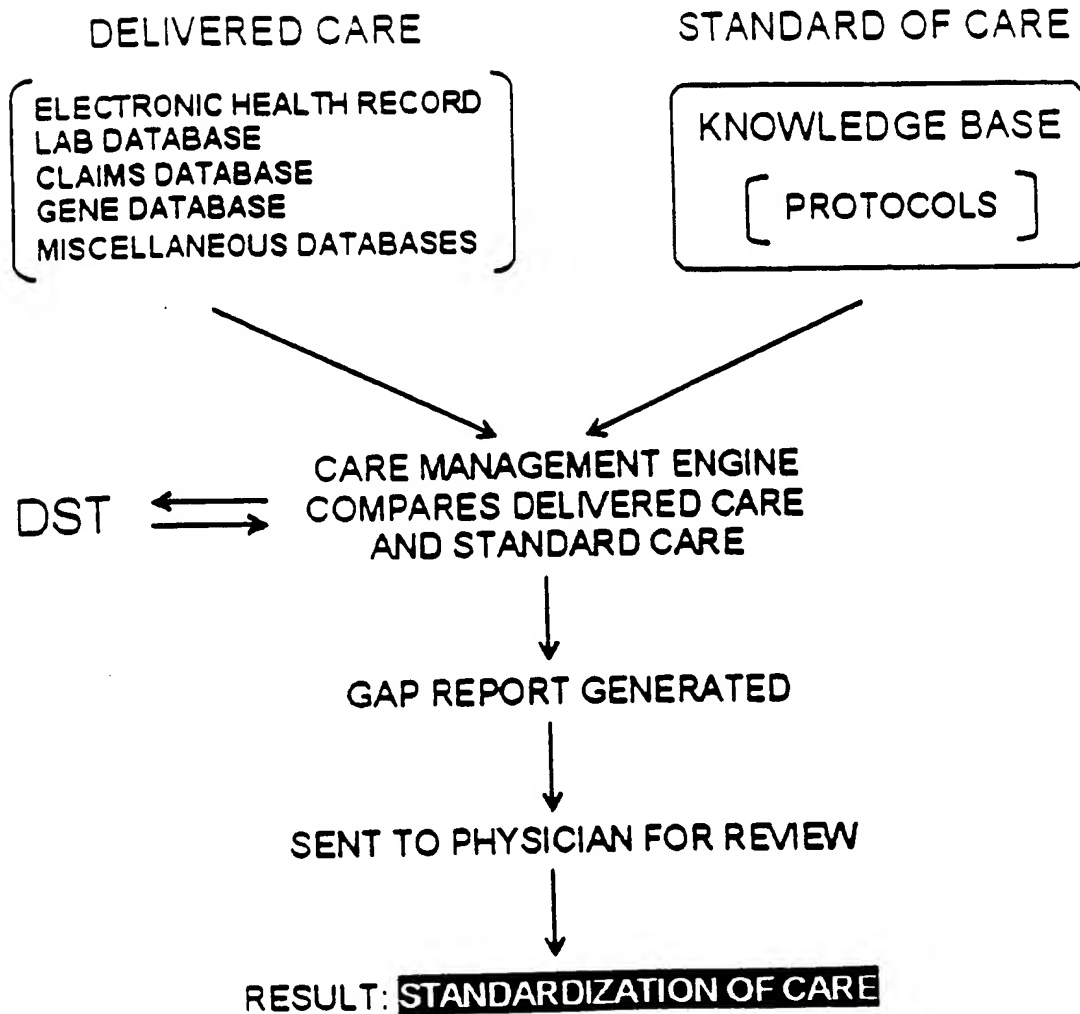 DELIVERED CARE
ELECTRONIC HEALTH RECORD
LAB DATABASE
CLAIMS DATABASE
GENE DATABASE
MISCELLANEOUS DATABASES
STANDARD OF CARE
KNOWLEDGE BASE
PROTOCOLS
DST
CARE MANAGEMENT ENGINE
COMPARES DELIVERED CARE
AND STANDARD CARE
GAP REPORT GENERATED
SENT TO PHYSICIAN FOR REVIEW
RESULT: STANDARDIZATION OF CARE